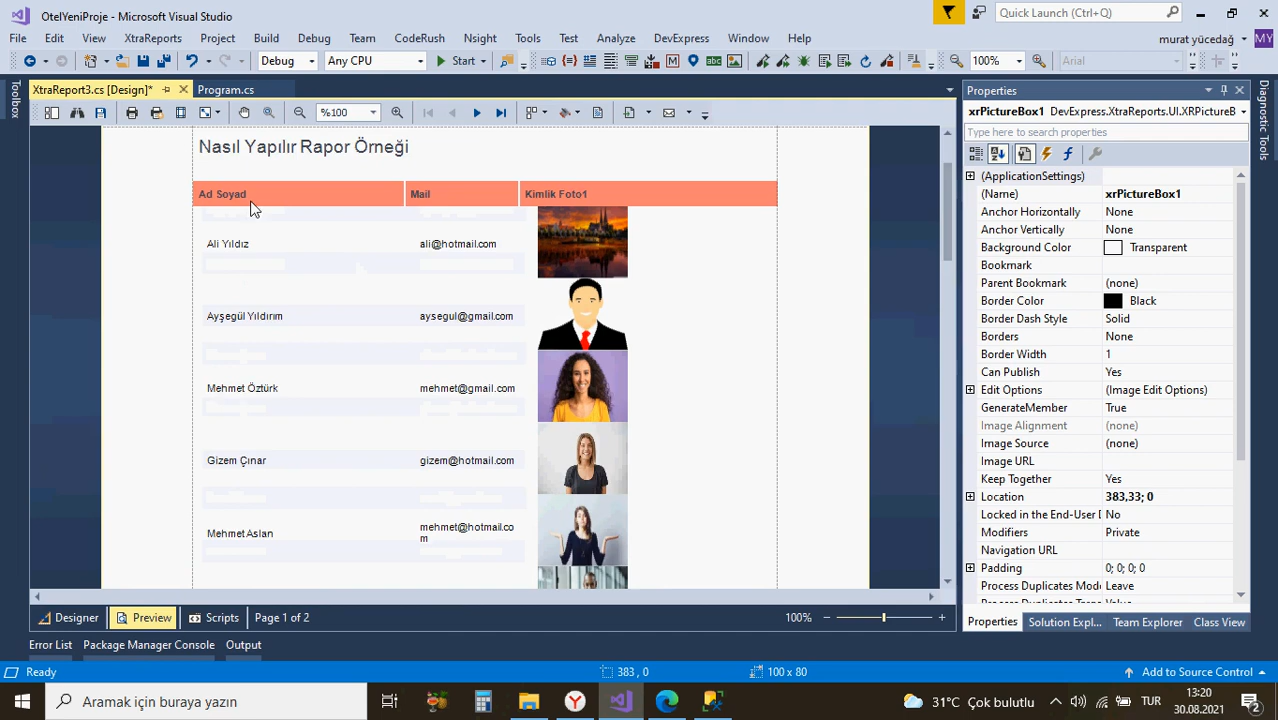 OtelYeniProje - Microsoft Visual Studio
Quick Launch (Ctrl+Q)
File Edit View XtraReports Project Build Debug Team CodeRush Nsight Tools Test Analyze DevExpress Window Help
murat yücedağ
MY
Debug Any CPU Start 100% Arial
XtraReport3.cs [Design]* Program.cs
Toolbox
%100
Nasıl Yapılır Rapor Örneği
Ad Soyad Mail Kimlik Foto1
Ali Yıldız ali@hotmail.com
Ayşegül Yıldırım aysegul@gmail.com
Mehmet Öztürk mehmet@gmail.com
Gizem Çınar gizem@hotmail.com
Mehmet Aslan mehmet@hotmail.co
m
Designer Preview Scripts Page 1 of 2 100%
Properties
xrPictureBox1 DevExpress.XtraReports.UI.XRPictureB
Type here to search properties
(ApplicationSettings)
(Name) xrPictureBox1
Anchor Horizontally None
Anchor Vertically None
Background Color Transparent
Bookmark
Parent Bookmark (none)
Border Color Black
Border Dash Style Solid
Borders None
Border Width 1
Can Publish Yes
Edit Options (Image Edit Options)
GenerateMember True
Image Alignment (none)
Image Source (none)
Image URL
Keep Together Yes
Location 383,33; 0
Locked in the End-User D No
Modifiers Private
Navigation URL
Padding 0; 0; 0; 0
Process Duplicates Mode Leave
Properties Solution Expl... Team Explorer Class View
Diagnostic Tools
Error List Package Manager Console Output
Ready 383 , 0 100 x 80 Add to Source Control
Aramak için buraya yazın
31°C Çok bulutlu TUR 13:20
30.08.2021
2